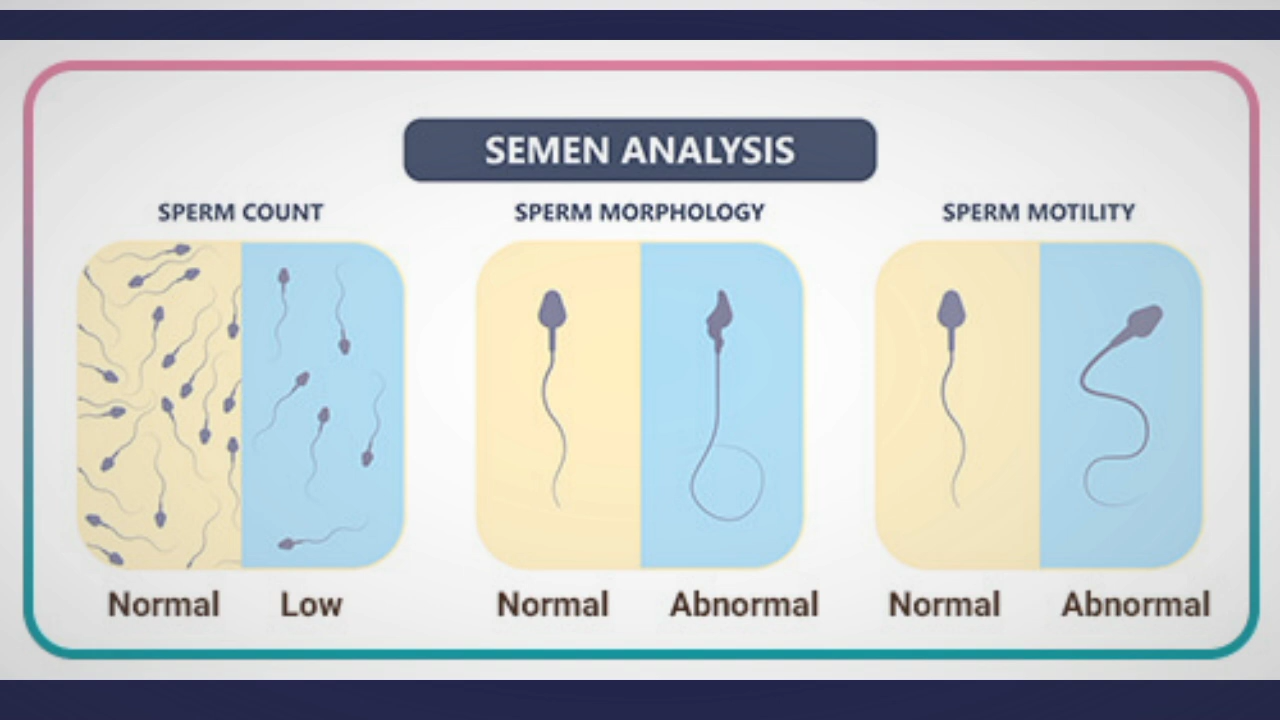 SEMEN ANALYSIS
SPERM COUNT
Normal
Low
SPERM MORPHOLOGY
Normal
Abnormal
SPERM MOTILITY
Normal
Abnormal